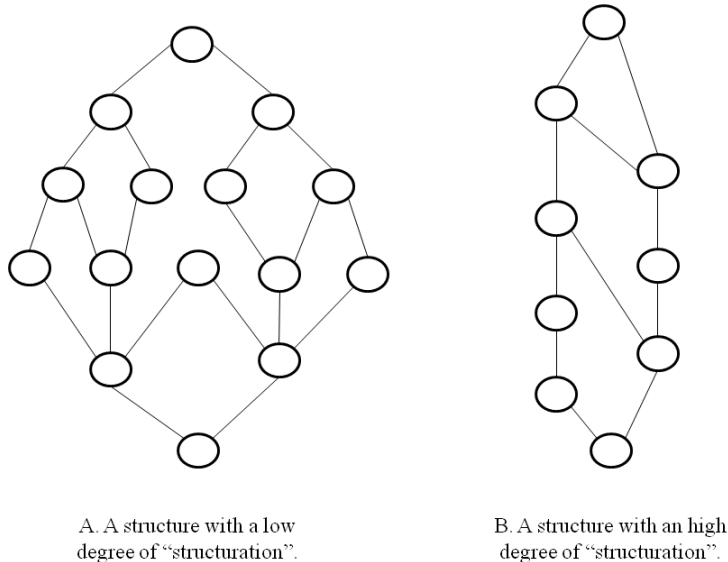 A. A structure with a low
degree of “structuration”.
B. A structure with an high
degree of “structuration”.